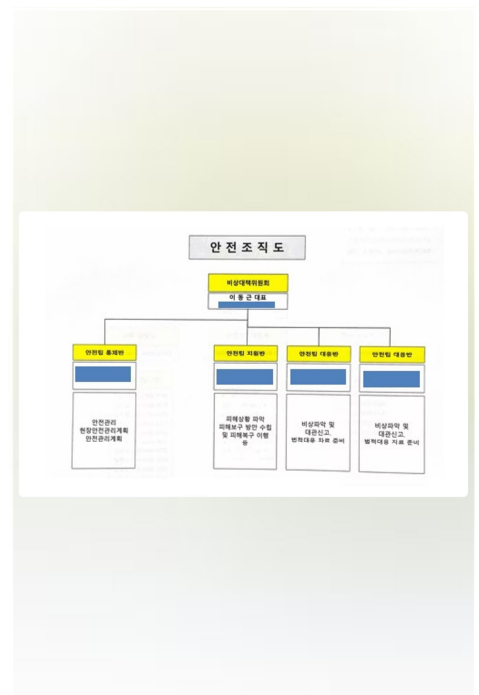 안전조직도
비상대책위원회
이 동 근 대표
안전팀 통제반
안전관리
현장안전관리계획
안전관리계획
안전팀 지원반
피해상황 파악
피해보구 방안 수립
및 피해복구 이행
등
안전팀 대응반
비상파악 및
대관신고,
법적대응 자료 준비
안전팀 대응반
비상파악 및
대관신고,
법적대응 자료 준비